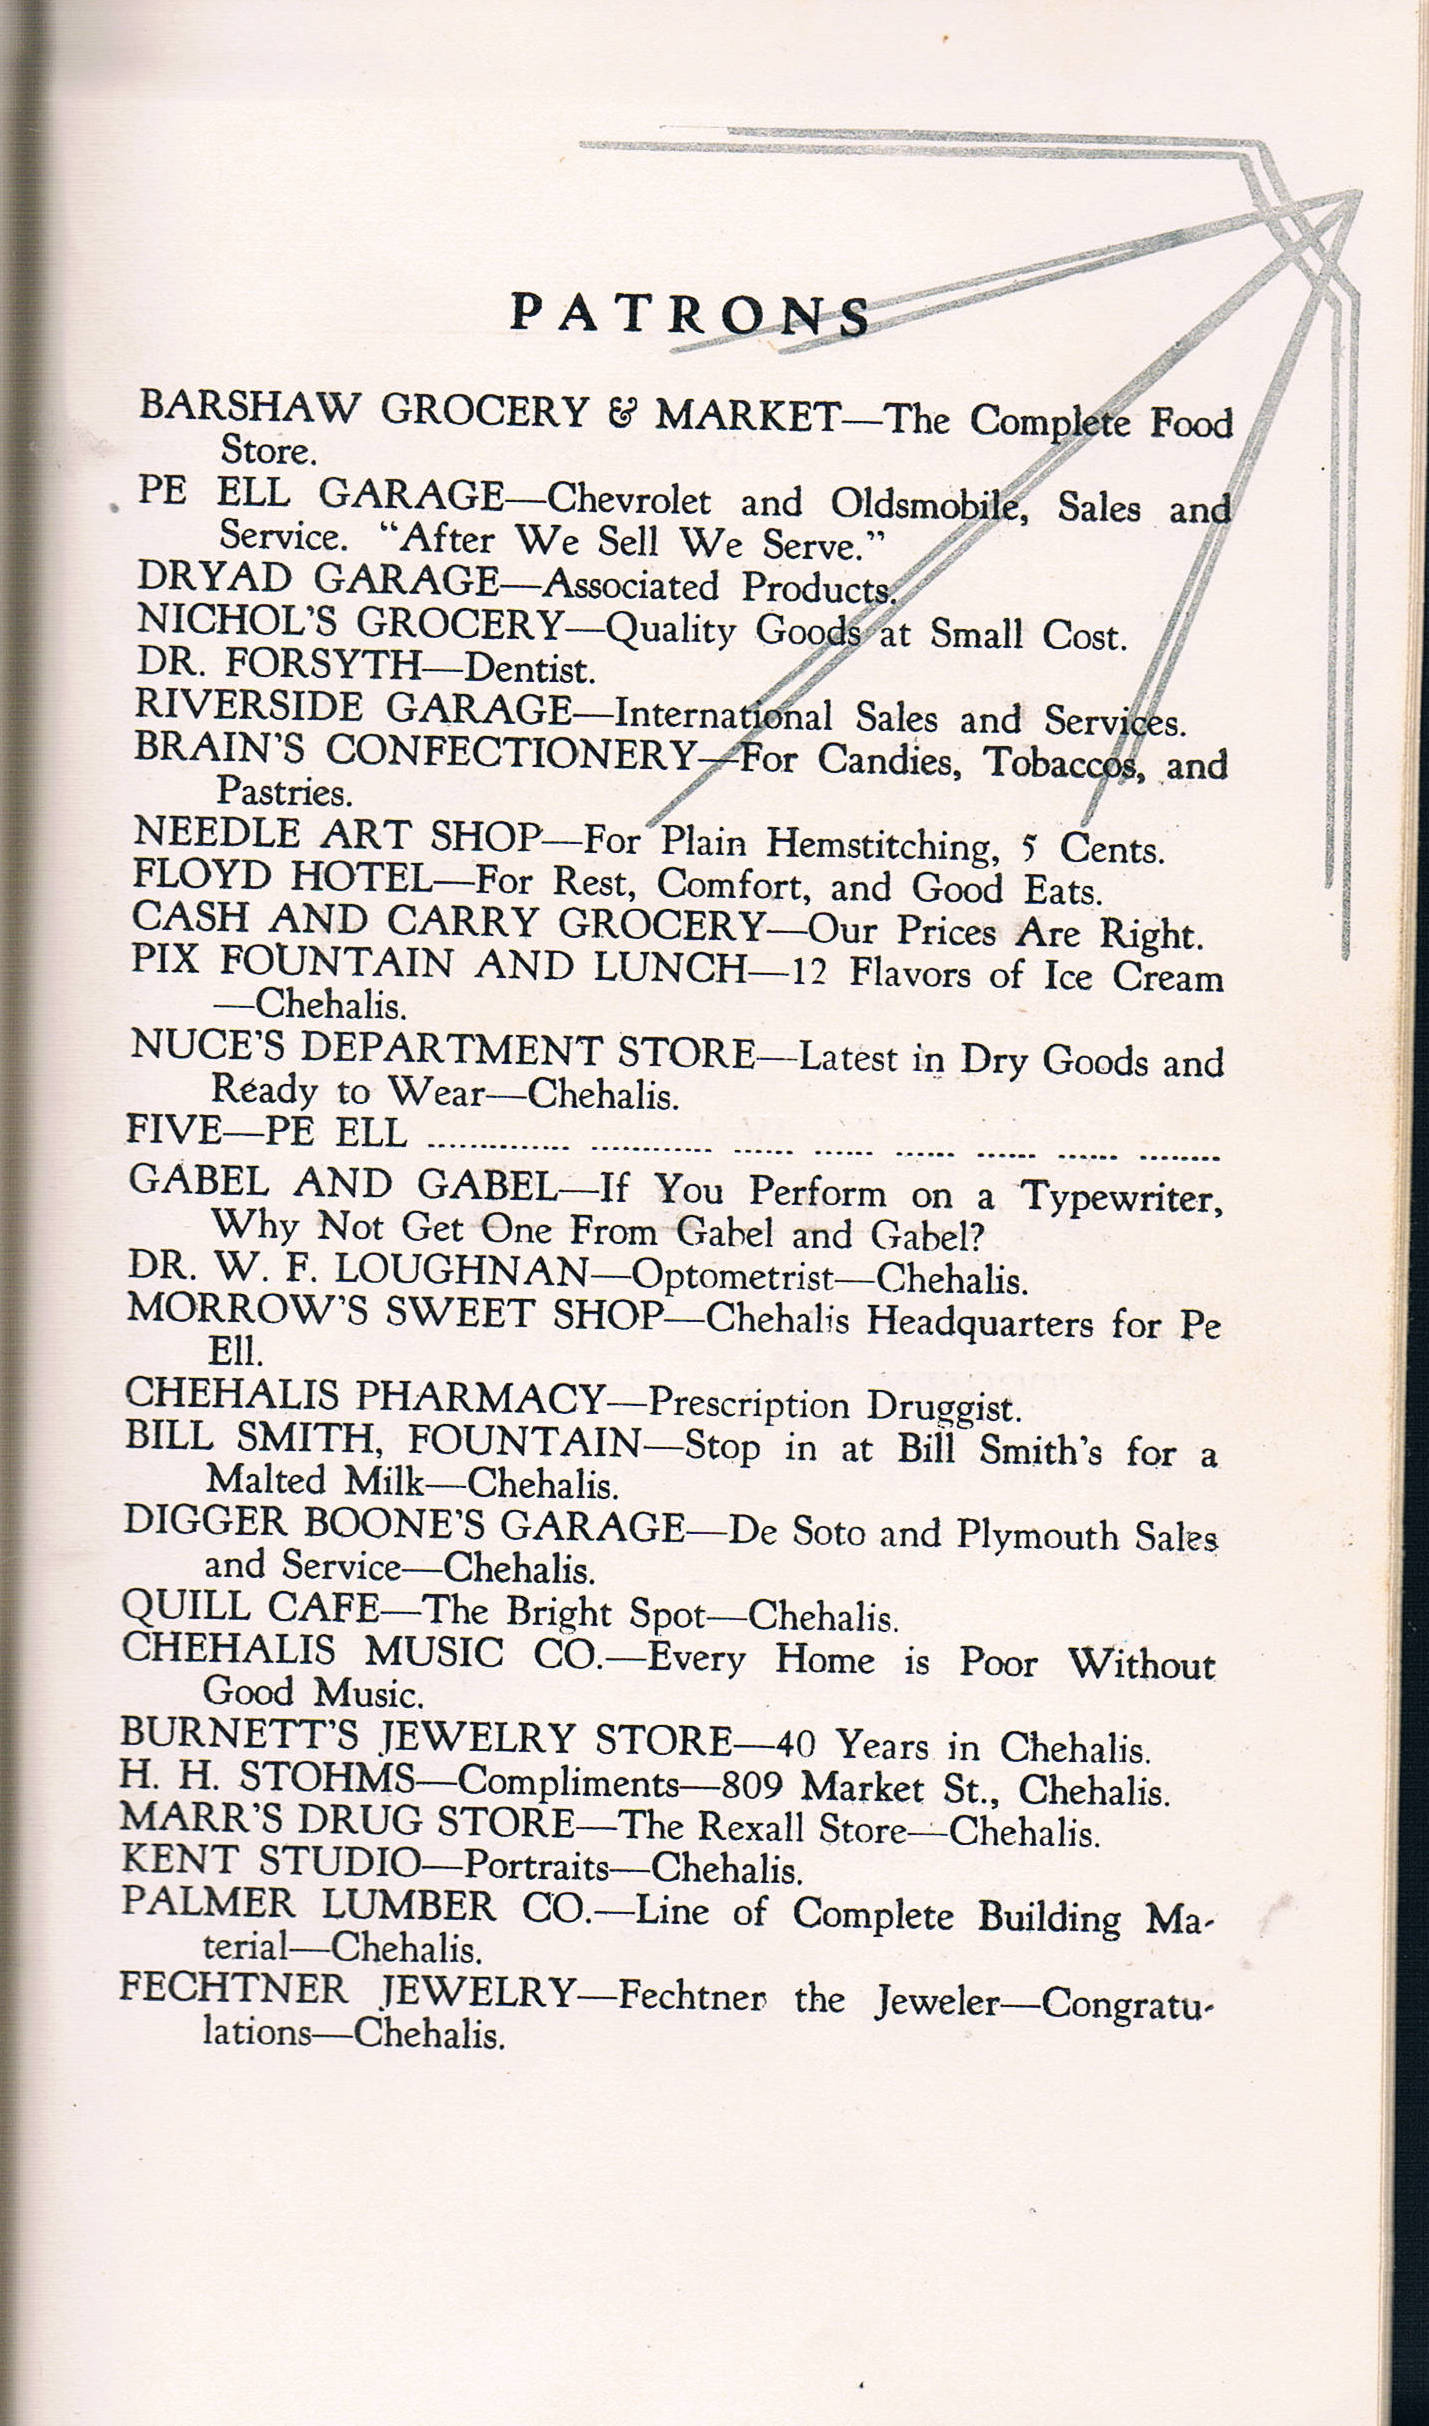 PATRONS
BARSHAW GROCERY & MARKET—The Complete Food
Store.
PE ELL GARAGE—Chevrolet and Oldsmobile, Sales and
Service. “After We Sell We Serve.”
DRYAD GARAGE—Associated Products.
NICHOL'S GROCERY—Quality Goods at Small Cost.
DR. FORSYTH—Dentist.
RIVERSIDE GARAGE—International Sales and Services.
BRAIN'S CONFECTIONERY—For Candies, Tobaccos, and
Pastries.
NEEDLE ART SHOP—For Plain Hemstitching, 5 Cents.
FLOYD HOTEL—For Rest, Comfort, and Good Eats.
CASH AND CARRY GROCERY—Our Prices Are Right.
PIX FOUNTAIN AND LUNCH—12 Flavors of Ice Cream
—Chehalis.
NUCE'S DEPARTMENT STORE—Latest in Dry Goods and
Ready to Wear—Chehalis.
FIVE—PE ELL .............. ............ ...... ...... ...... ...... ...... ........
GABEL AND GABEL—If You Perform on a Typewriter,
Why Not Get One From Gabel and Gabel?
DR. W. F. LOUGHNAN—Optometrist—Chehalis.
MORROW'S SWEET SHOP—Chehalis Headquarters for Pe
Ell.
CHEHALIS PHARMACY—Prescription Druggist.
BILL SMITH, FOUNTAIN—Stop in at Bill Smith's for a
Malted Milk—Chehalis.
DIGGER BOONE'S GARAGE—De Soto and Plymouth Sales
and Service—Chehalis.
QUILL CAFE—The Bright Spot—Chehalis.
CHEHALIS MUSIC CO.—Every Home is Poor Without
Good Music.
BURNETT'S JEWELRY STORE—40 Years in Chehalis.
H. H. STOHMS—Compliments—809 Market St., Chehalis.
MARR'S DRUG STORE—The Rexall Store—Chehalis.
KENT STUDIO—Portraits—Chehalis.
PALMER LUMBER CO.—Line of Complete Building Ma-
terial—Chehalis.
FECHTNER JEWELRY—Fechtner the Jeweler—Congratu-
lations—Chehalis.